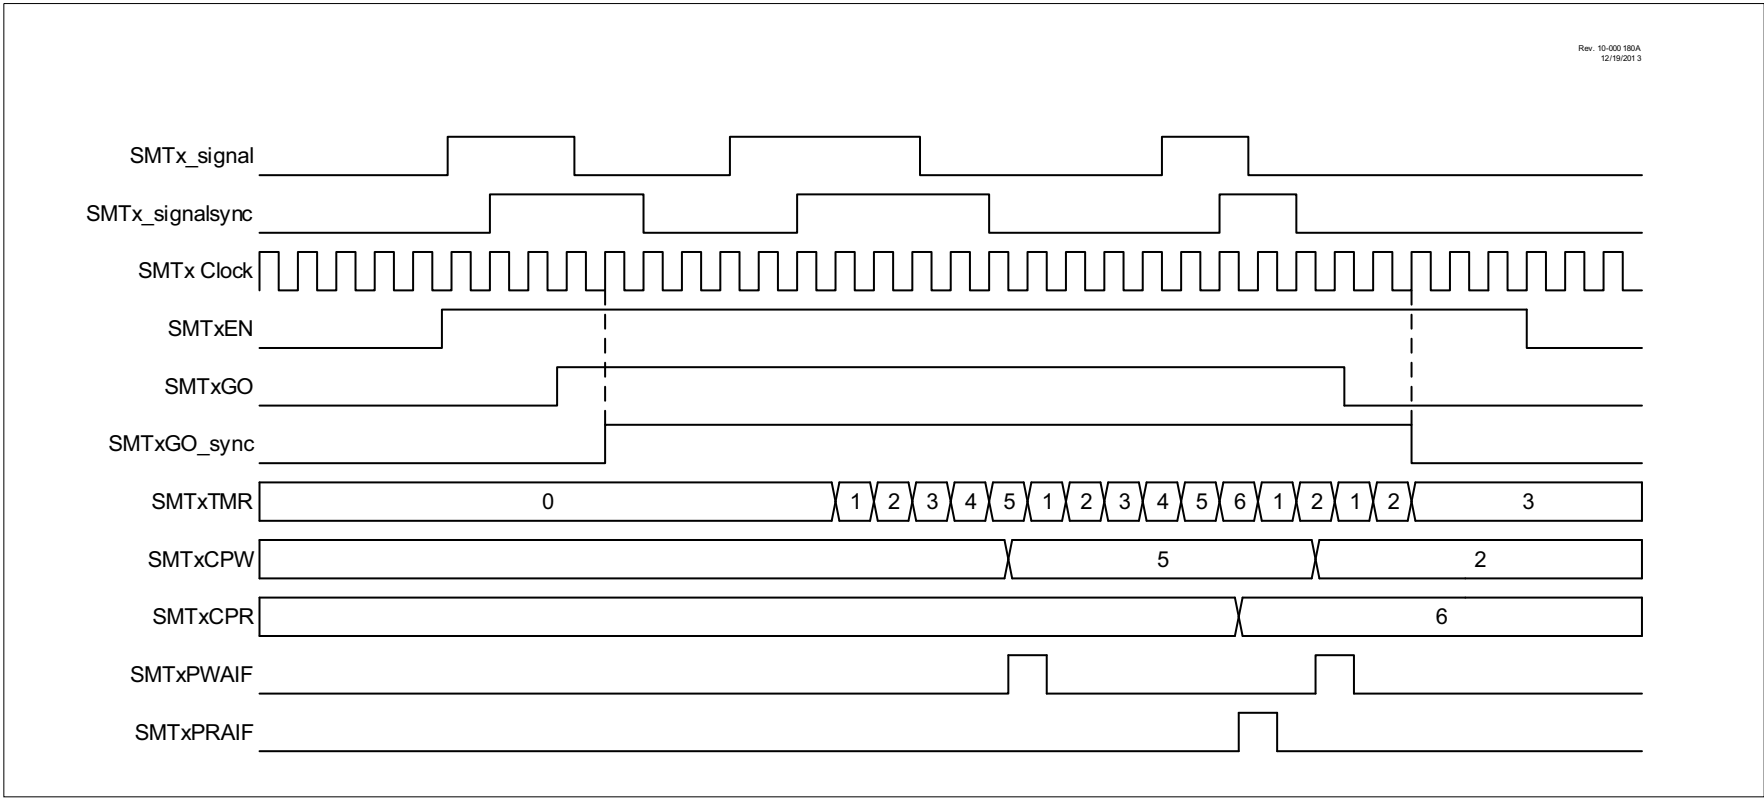 Rev. 10-000 180A
12/19/2013
SMTx_signal
SMTx_signalsync
SMTx Clock
SMTxEN
SMTxGO
SMTxGO_sync
SMTxTMR 0 1 2 3 4 5 1 2 3 4 5 6 1 2 1 2 3
SMTxCPW 5 2
SMTxCPR 6
SMTxPWAIF
SMTxPRAIF